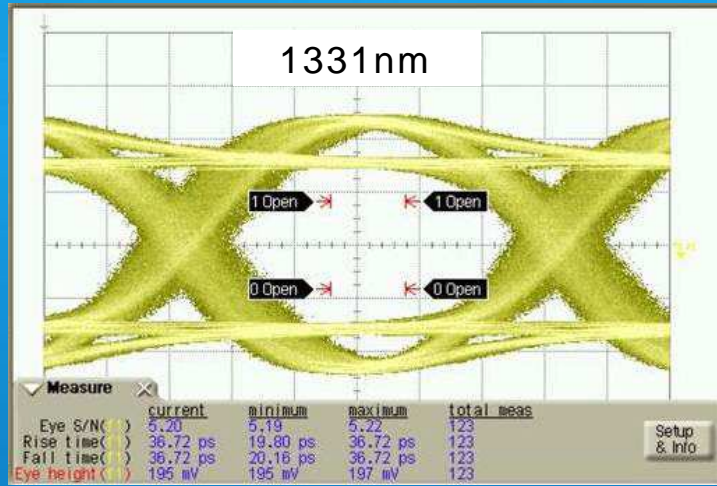 1331nm
1 Open 1 Open
0 Open 0 Open
Measure
current minimum maximum total meas
Eye S/N( ) 5.20 5.19 5.22 123
Rise time( ) 36.72 ps 19.80 ps 36.72 ps 123
Fall time( ) 36.72 ps 20.16 ps 36.72 ps 123
Eye height( ) 195 mV 195 mV 197 mV 123
Setup
& Info